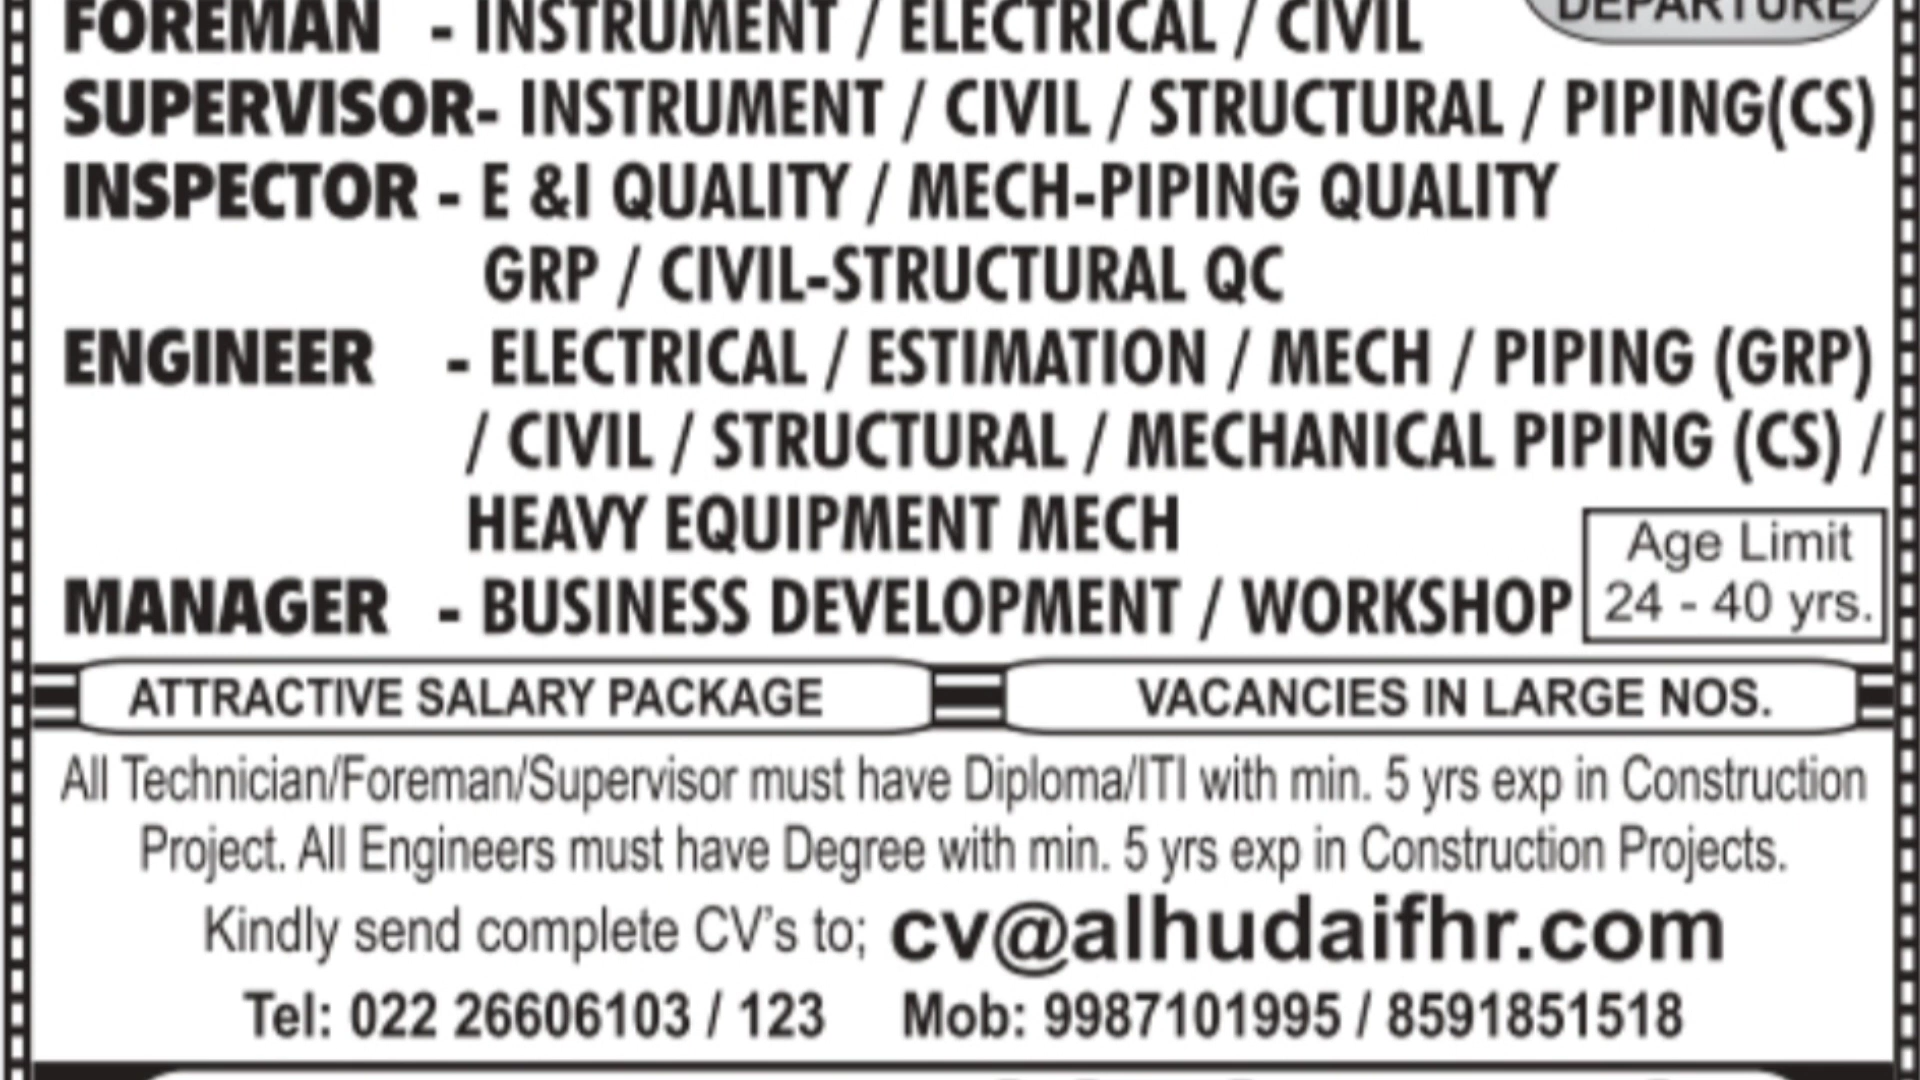 FOREMAN - INSTRUMENT / ELECTRICAL / CIVIL
DEPARTURE
SUPERVISOR- INSTRUMENT / CIVIL / STRUCTURAL / PIPING(CS)
INSPECTOR - E &I QUALITY / MECH-PIPING QUALITY
GRP / CIVIL-STRUCTURAL QC
ENGINEER - ELECTRICAL / ESTIMATION / MECH / PIPING (GRP)
/ CIVIL / STRUCTURAL / MECHANICAL PIPING (CS) /
HEAVY EQUIPMENT MECH
MANAGER - BUSINESS DEVELOPMENT / WORKSHOP
Age Limit
24 - 40 yrs.
ATTRACTIVE SALARY PACKAGE
VACANCIES IN LARGE NOS.
All Technician/Foreman/Supervisor must have Diploma/ITI with min. 5 yrs exp in Construction
Project. All Engineers must have Degree with min. 5 yrs exp in Construction Projects.
Kindly send complete CV's to; cv@alhudaifhr.com
Tel: 022 26606103 / 123 Mob: 9987101995 / 8591851518